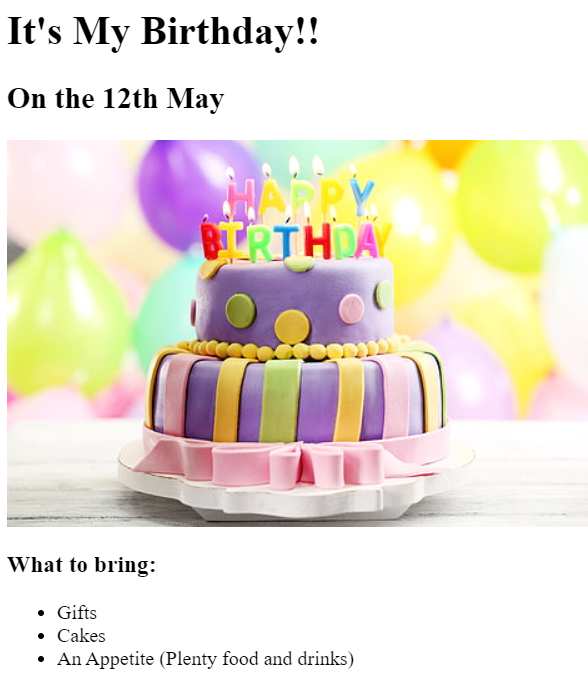 It's My Birthday!!
On the 12th May
HAPPY
BIRTHDAY
What to bring:
Gifts
Cakes
An Appetite (Plenty food and drinks)